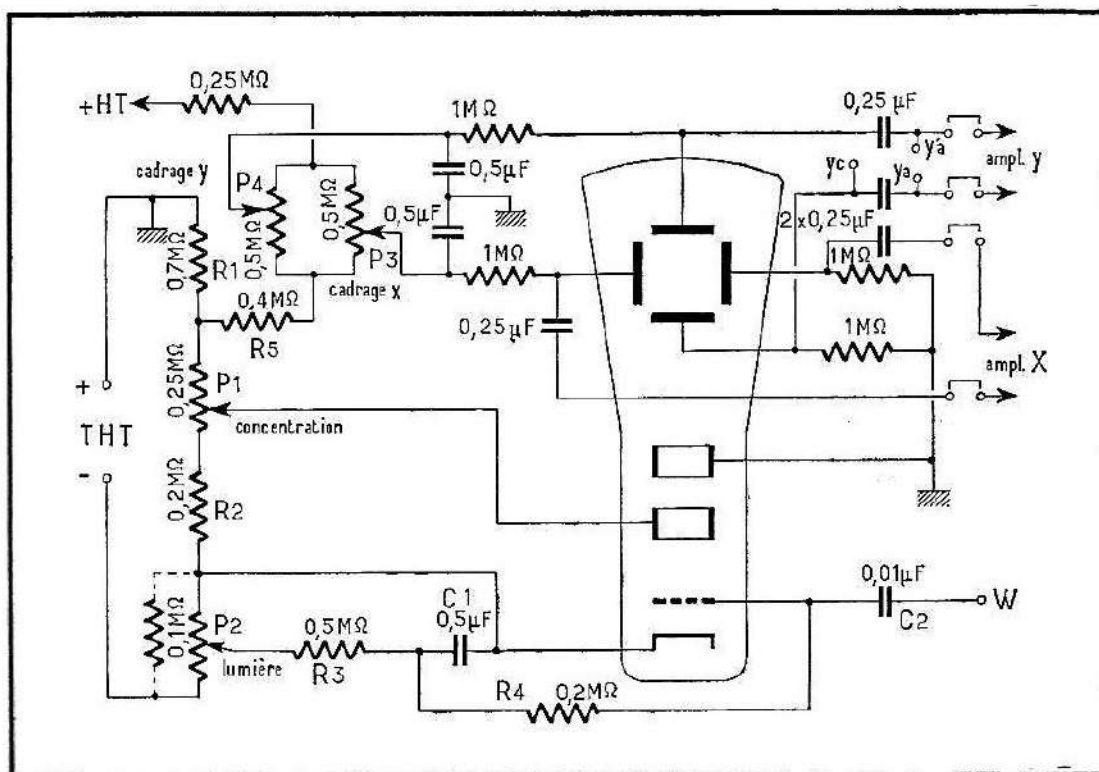 0,25MΩ
+HT
1MΩ
0,25 µF
y'a
ampl. y
cadrage y
P4
0,5MΩ
0,5MΩ
P3
0,5µF
0,5µF
yc
ya
2x0,25µF
1MΩ
1MΩ
0,7MΩ
R1
cadrage x
0,4MΩ
R5
0,25µF
1MΩ
ampl. X
+
THT
-
0,25MΩ
P1
concentration
0,2MΩ
R2
0,1MΩ
P2
lumière
0,5MΩ
R3
C1
0,5µF
0,01µF
C2
W
R4
0,2MΩ